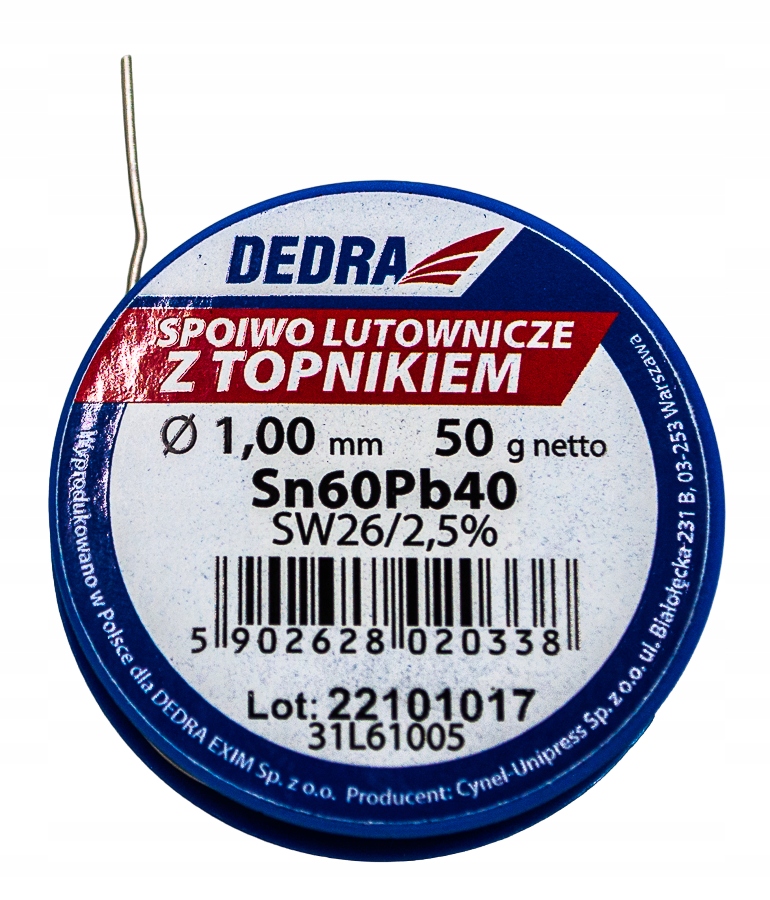 DEDRA
SPOIWO LUTOWNICZE
Z TOPNIKIEM
Ø 1,00 mm 50 g netto
Sn60Pb40
SW26/2,5%
5 902628 020338
Lot: 22101017
31L61005
Wyprodukowano w Polsce dla DEDRA EXIM Sp. z o.o. Producent: Cynel-Unipress Sp. z o.o. ul. Białołęcka 231 B, 03-253 Warszawa